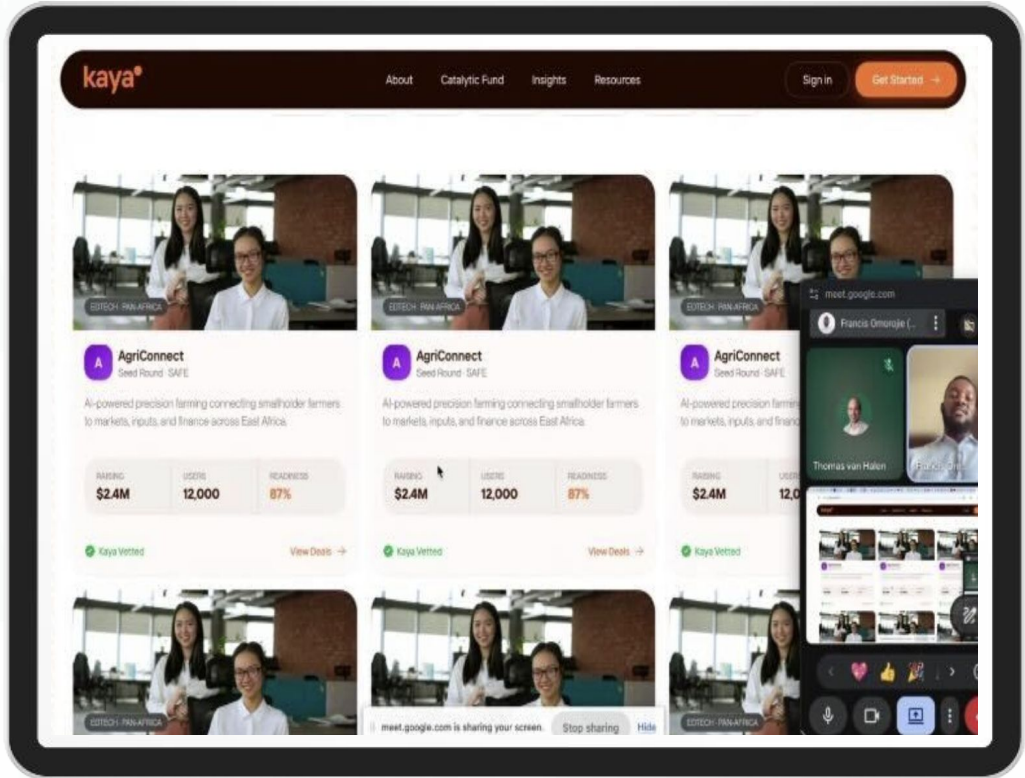 kaya
About
Catalytic Fund
Insights
Resources
Sign in
Get Started →
EDTECH · PAN-AFRICA
EDTECH · PAN-AFRICA
EDTECH · PAN-AFRICA
A
AgriConnect
Seed Round · SAFE
AI-powered precision farming connecting smallholder farmers
to markets, inputs, and finance across East Africa.
RAISING
USERS
READINESS
$2.4M
12,000
87%
Kaya Vetted
View Deals →
A
AgriConnect
Seed Round · SAFE
AI-powered precision farming connecting smallholder farmers
to markets, inputs, and finance across East Africa.
RAISING
USERS
READINESS
$2.4M
12,000
87%
Kaya Vetted
View Deals →
A
AgriConnect
Seed Round · SAFE
AI-powered precision farming
to markets, inputs, and
RAISING
$2.4M
12,0
Kaya Vetted
EDTECH · PAN-AFRICA
EDTECH · PAN-AFRICA
meet.google.com
Francis Omorojie (...
Thomas van Halen
meet.google.com is sharing your screen.
Stop sharing
Hide